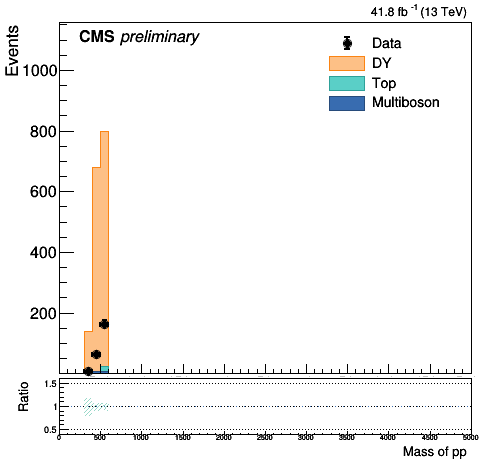 41.8 fb -1 (13 TeV)
CMS preliminary
Events
Data
DY
Top
Multiboson
1000
800
600
400
200
Ratio
1.5
1
0.5
0 500 1000 1500 2000 2500 3000 3500 4000 4500 5000
Mass of pp